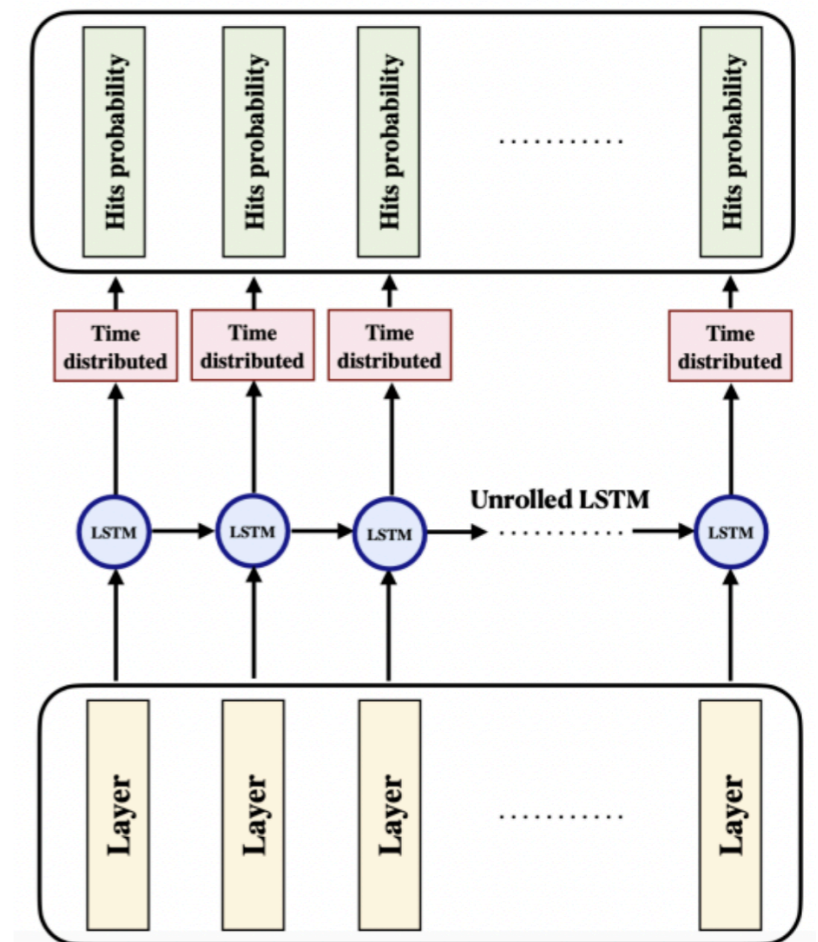 Hits probability
Hits probability
Hits probability
...........
Hits probability
Time
distributed
Time
distributed
Time
distributed
Time
distributed
Unrolled LSTM
LSTM
LSTM
LSTM
...........
LSTM
Layer
Layer
Layer
...........
Layer